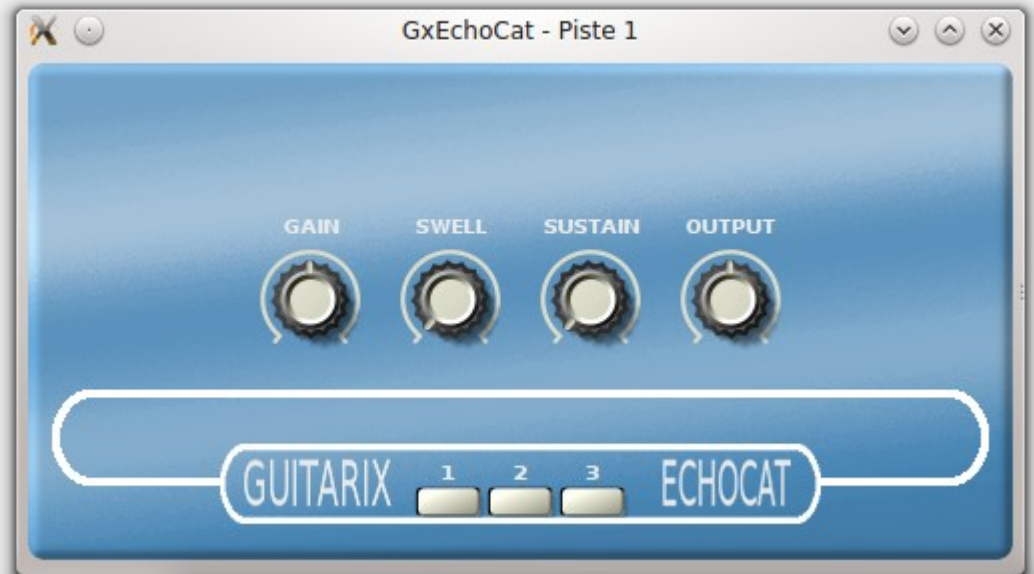 GxEchoCat - Piste 1
GAIN SWELL SUSTAIN OUTPUT
1 2 3
GUITARIX ECHOCAT